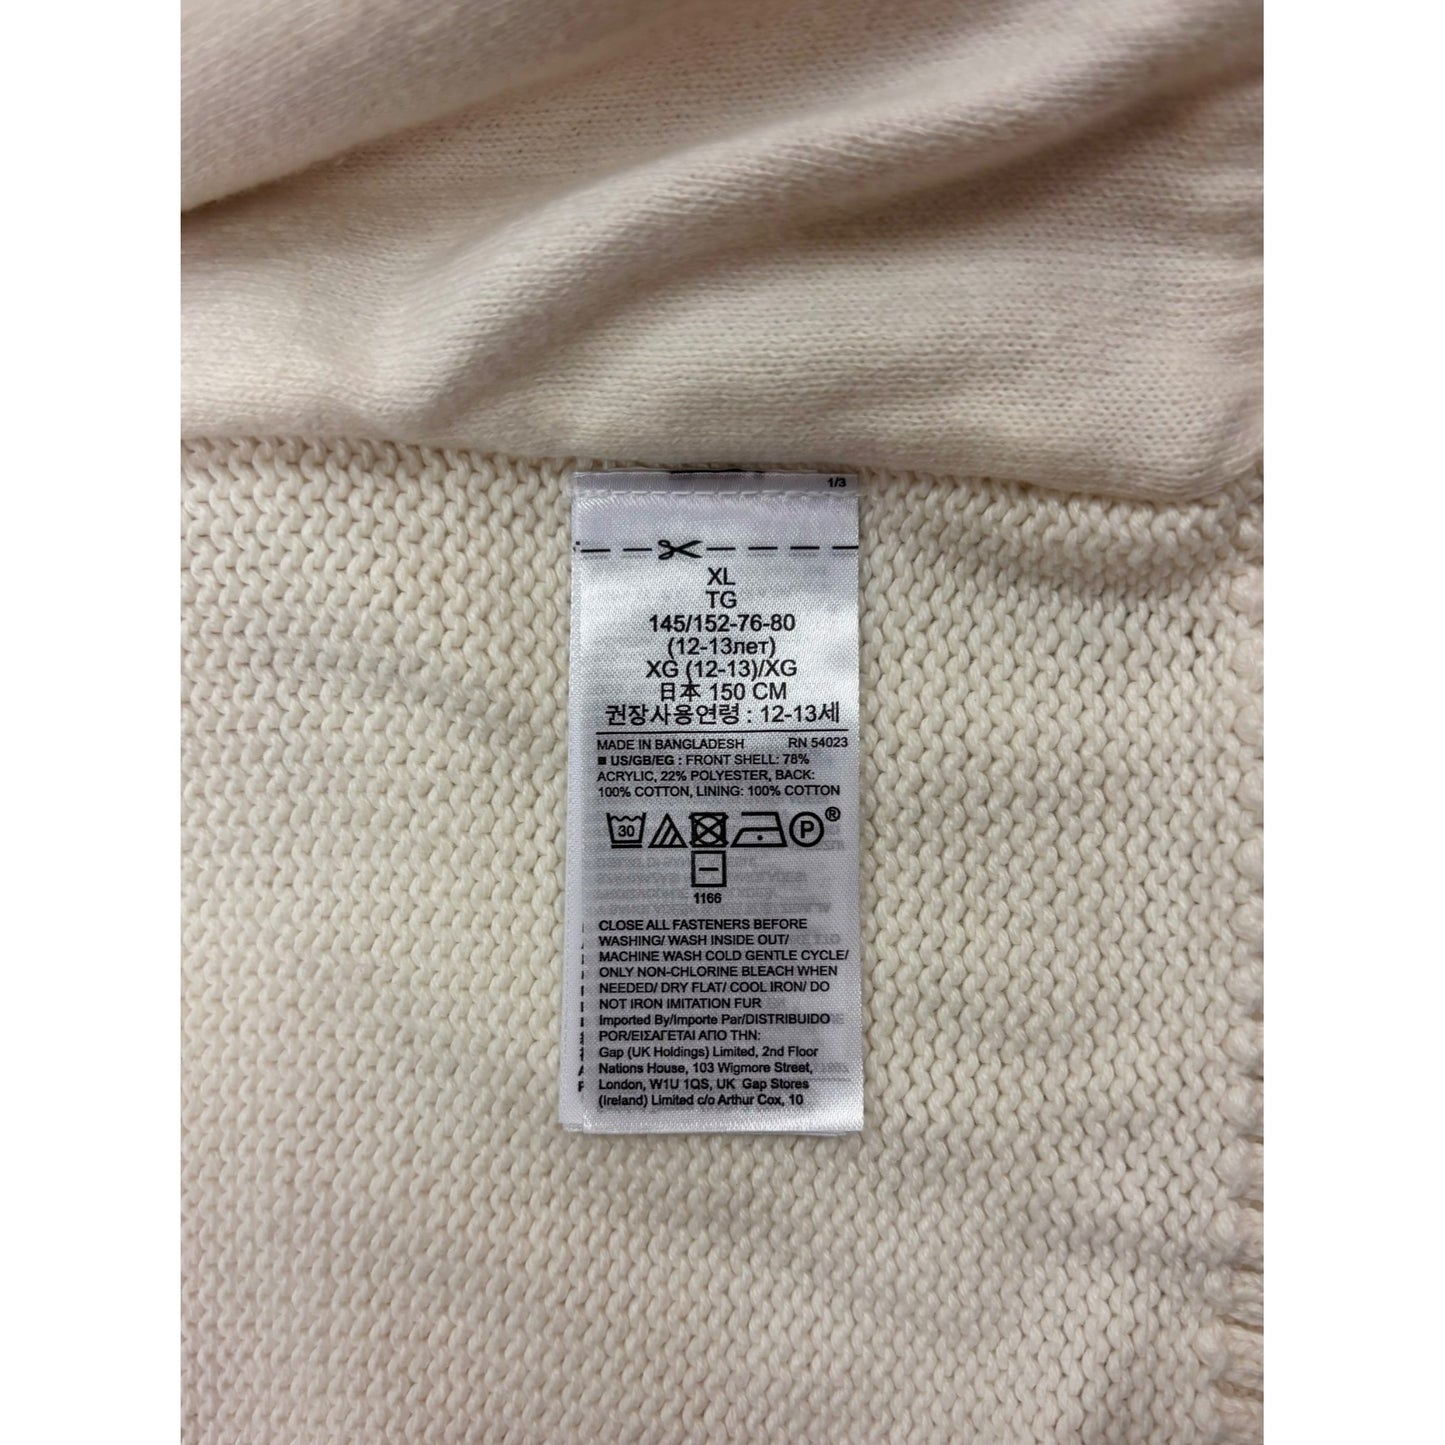 1/3
XL
TG
145/152-76-80
(12-13лет)
XG (12-13)/XG
日本 150 CM
권장사용연령 : 12-13세
MADE IN BANGLADESH RN 54023
■ US/GB/EG : FRONT SHELL: 78%
ACRYLIC, 22% POLYESTER, BACK:
100% COTTON, LINING: 100% COTTON
30 P ®
1166
CLOSE ALL FASTENERS BEFORE
WASHING/ WASH INSIDE OUT/
MACHINE WASH COLD GENTLE CYCLE/
ONLY NON-CHLORINE BLEACH WHEN
NEEDED/ DRY FLAT/ COOL IRON/ DO
NOT IRON IMITATION FUR
Imported By/Importe Par/DISTRIBUIDO
POR/ΕΙΣΑΓΕΤΑΙ ΑΠΟ ΤΗΝ:
Gap (UK Holdings) Limited, 2nd Floor
Nations House, 103 Wigmore Street,
London, W1U 1QS, UK Gap Stores
(Ireland) Limited c/o Arthur Cox, 10